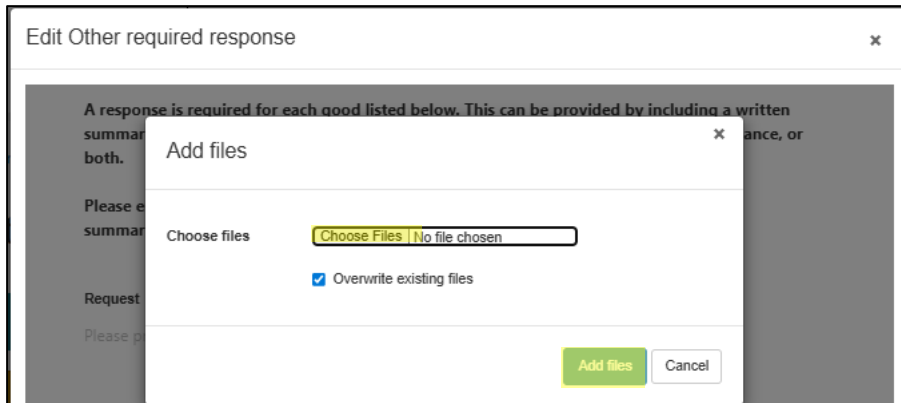 Edit Other required response ×
A response is required for each good listed below. This can be provided by including a written
summar ance, or
both.
Add files ×
Please e
summar
Choose files Choose Files No file chosen
Overwrite existing files
Request
Please p
Add files Cancel